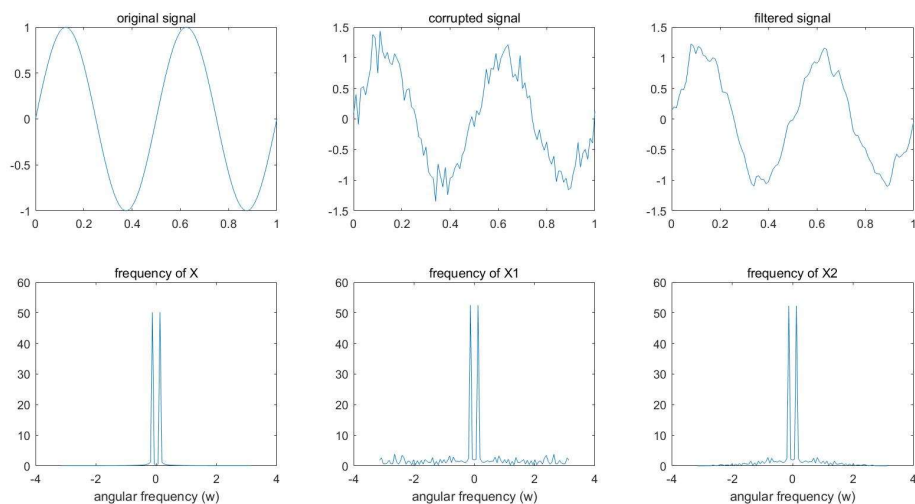 original signal
1
0.5
0
-0.5
-1
0 0.2 0.4 0.6 0.8 1
corrupted signal
1.5
1
0.5
0
-0.5
-1
-1.5
0 0.2 0.4 0.6 0.8 1
filtered signal
1.5
1
0.5
0
-0.5
-1
-1.5
0 0.2 0.4 0.6 0.8 1
frequency of X
60
50
40
30
20
10
0
-4 -2 0 2 4
angular frequency (w)
frequency of X1
60
50
40
30
20
10
0
-4 -2 0 2 4
angular frequency (w)
frequency of X2
60
50
40
30
20
10
0
-4 -2 0 2 4
angular frequency (w)